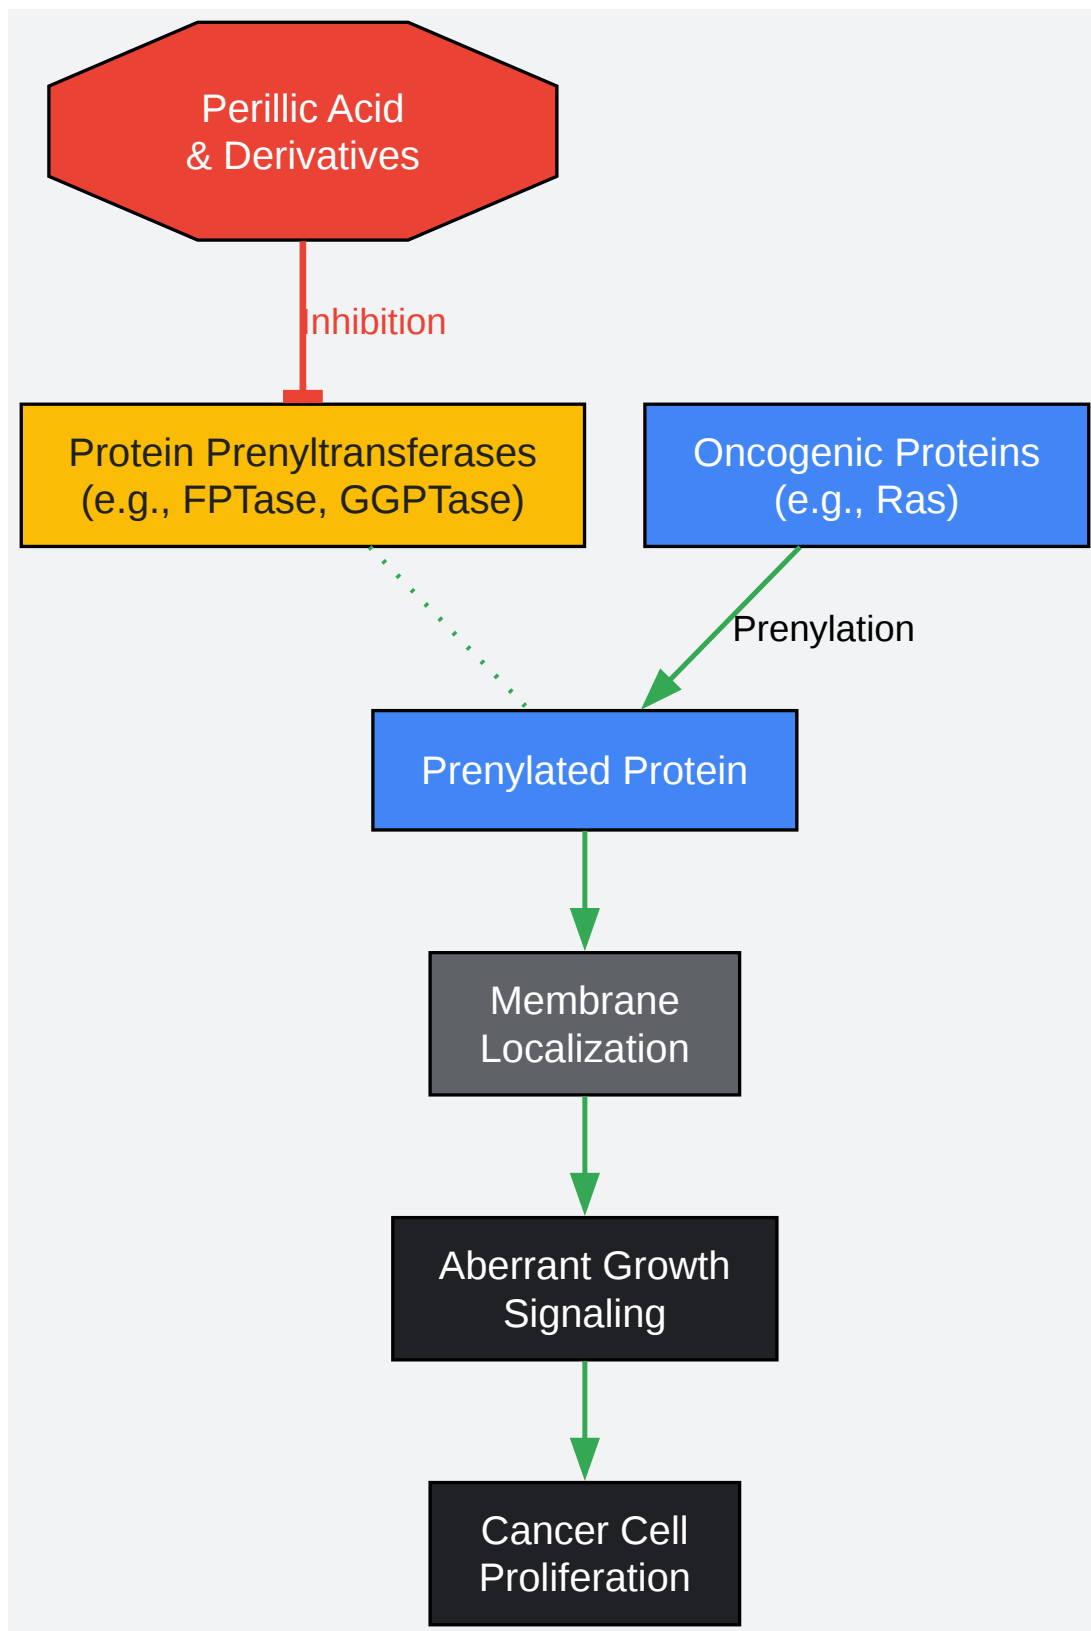 Perillic Acid
& Derivatives
Inhibition
Protein Prenyltransferases
(e.g., FPTase, GGPTase)
Oncogenic Proteins
(e.g., Ras)
Prenylation
Prenylated Protein
Membrane
Localization
Aberrant Growth
Signaling
Cancer Cell
Proliferation